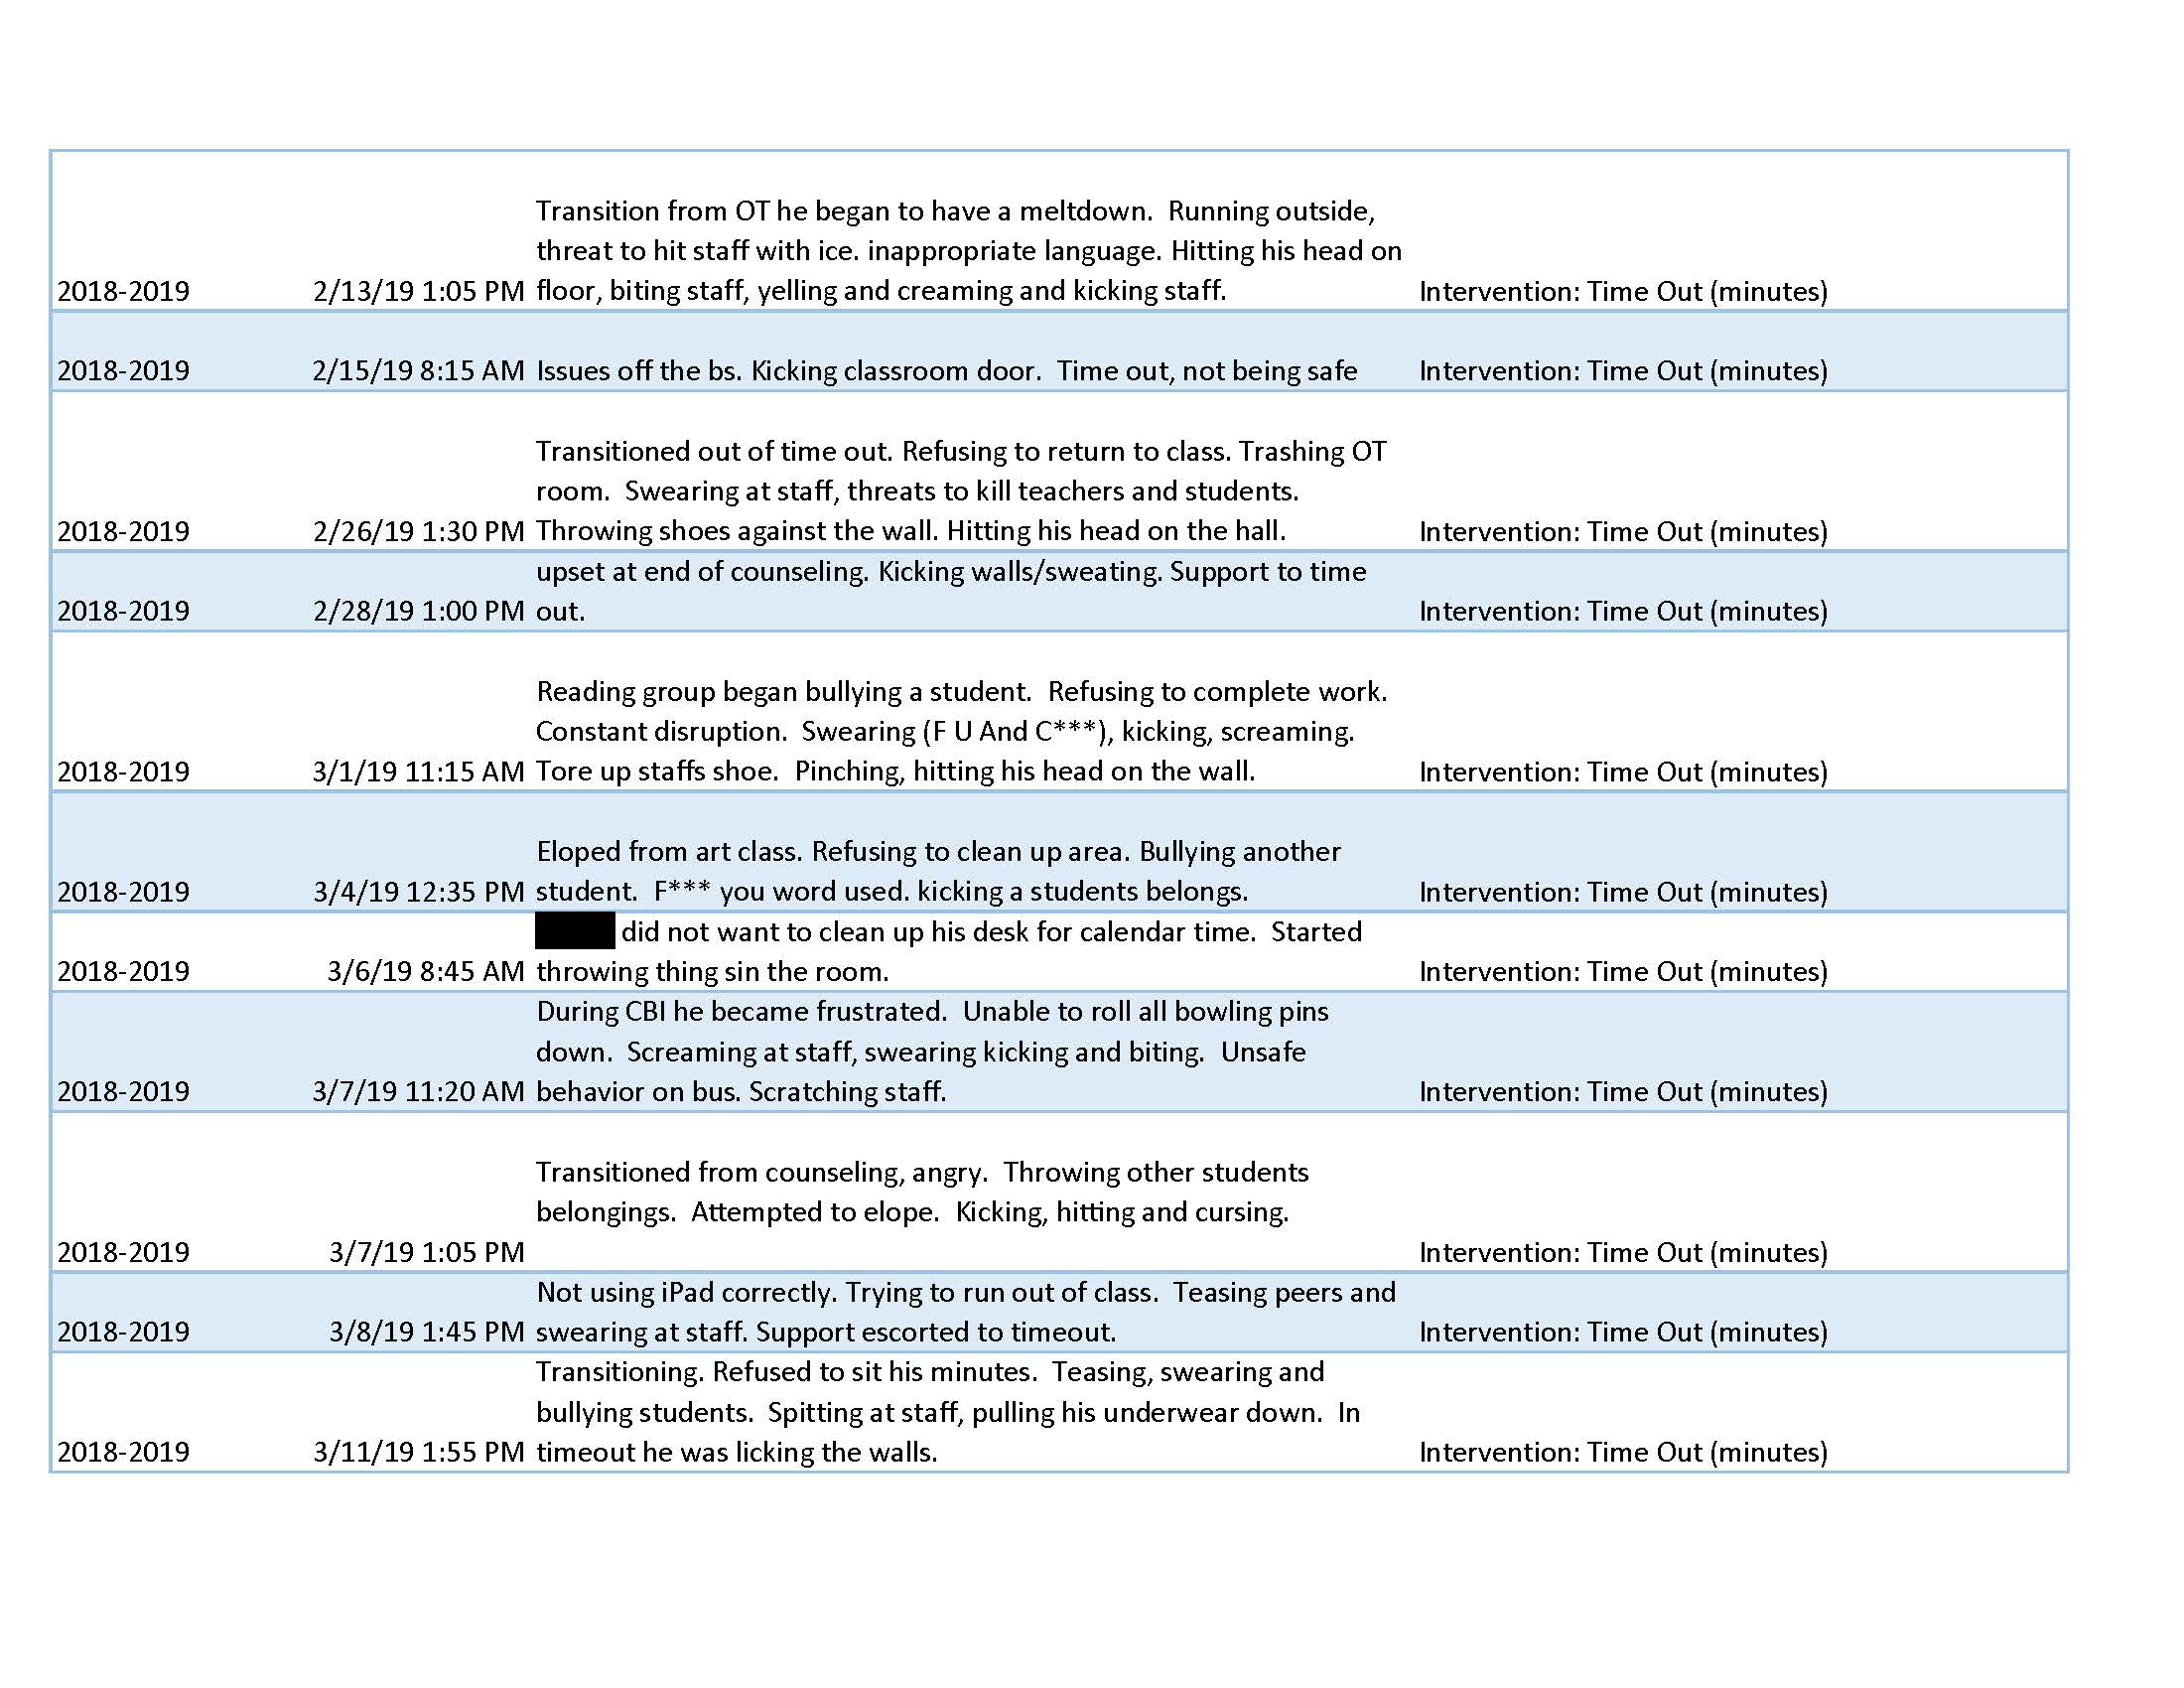 Transition from OT he began to have a meltdown.  Running outside,
threat to hit staff with ice. inappropriate language. Hitting his head on
2018-2019 2/13/19 1:05 PM floor, biting staff, yelling and creaming and kicking staff. Intervention: Time Out (minutes)
2018-2019 2/15/19 8:15 AM Issues off the bs. Kicking classroom door.  Time out, not being safe Intervention: Time Out (minutes)
Transitioned out of time out. Refusing to return to class. Trashing OT
room.  Swearing at staff, threats to kill teachers and students.
2018-2019 2/26/19 1:30 PM Throwing shoes against the wall. Hitting his head on the hall. Intervention: Time Out (minutes)
upset at end of counseling. Kicking walls/sweating. Support to time
2018-2019 2/28/19 1:00 PM out. Intervention: Time Out (minutes)
Reading group began bullying a student.  Refusing to complete work.
Constant disruption.  Swearing (F U And C***), kicking, screaming.
2018-2019 3/1/19 11:15 AM Tore up staffs shoe.  Pinching, hitting his head on the wall. Intervention: Time Out (minutes)
Eloped from art class. Refusing to clean up area. Bullying another
2018-2019 3/4/19 12:35 PM student.  F*** you word used. kicking a students belongs. Intervention: Time Out (minutes)
did not want to clean up his desk for calendar time.  Started
2018-2019 3/6/19 8:45 AM throwing thing sin the room. Intervention: Time Out (minutes)
During CBI he became frustrated.  Unable to roll all bowling pins
down.  Screaming at staff, swearing kicking and biting.  Unsafe
2018-2019 3/7/19 11:20 AM behavior on bus. Scratching staff. Intervention: Time Out (minutes)
Transitioned from counseling, angry.  Throwing other students
belongings.  Attempted to elope.  Kicking, hitting and cursing.
2018-2019 3/7/19 1:05 PM Intervention: Time Out (minutes)
Not using iPad correctly. Trying to run out of class.  Teasing peers and
2018-2019 3/8/19 1:45 PM swearing at staff. Support escorted to timeout. Intervention: Time Out (minutes)
Transitioning. Refused to sit his minutes.  Teasing, swearing and
bullying students.  Spitting at staff, pulling his underwear down.  In
2018-2019 3/11/19 1:55 PM timeout he was licking the walls. Intervention: Time Out (minutes)